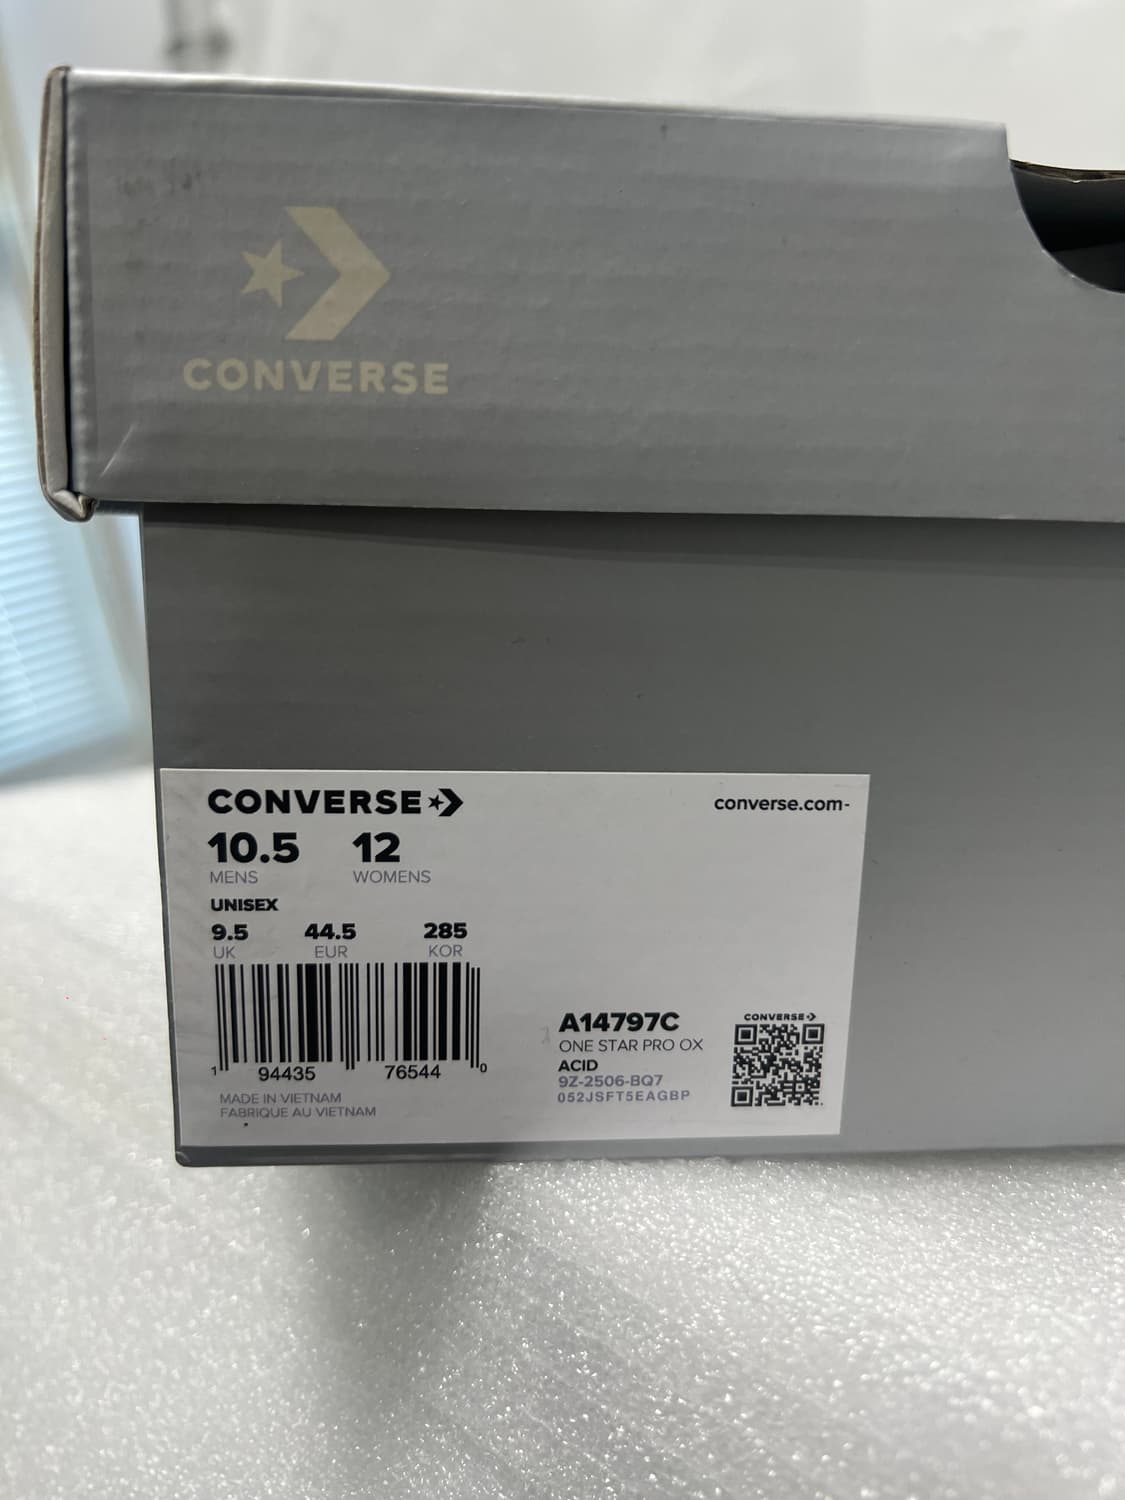 CONVERSE
CONVERSE
converse.com-
10.5 12
MENS WOMENS
UNISEX
9.5 44.5 285
UK EUR KOR
1 94435 76544 0
MADE IN VIETNAM
FABRIQUE AU VIETNAM
A14797C
ONE STAR PRO OX
ACID
9Z-2506-BQ7
052JSFT5EAGBP
CONVERSE